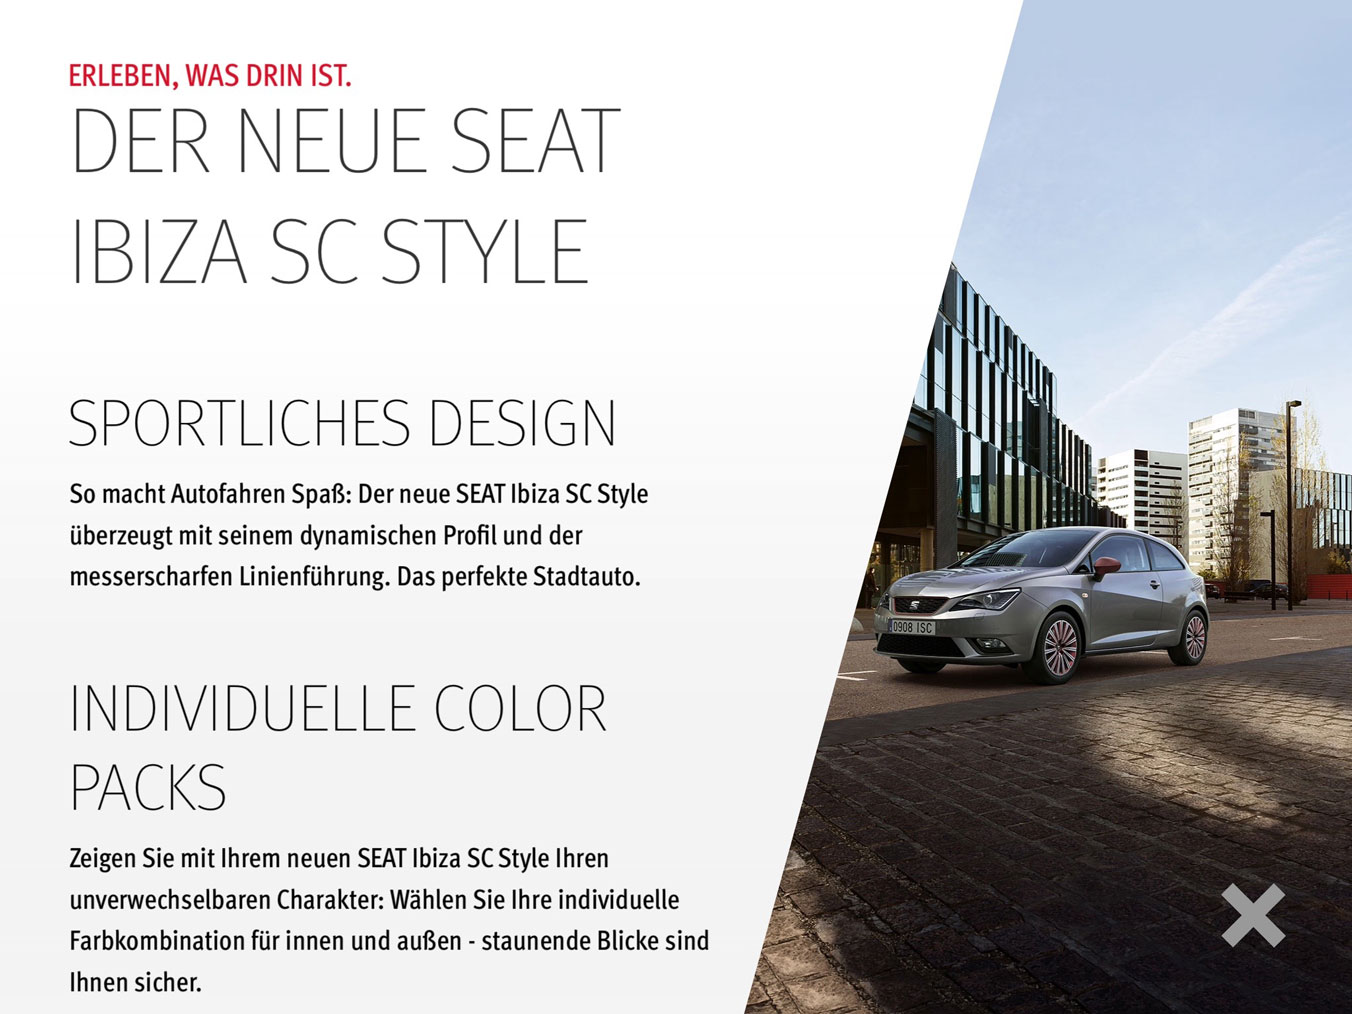 ERLEBEN, WAS DRIN IST.
DER NEUE SEAT
IBIZA SC STYLE
SPORTLICHES DESIGN
So macht Autofahren Spaß: Der neue SEAT Ibiza SC Style
überzeugt mit seinem dynamischen Profil und der
messerscharfen Linienführung. Das perfekte Stadtauto.
INDIVIDUELLE COLOR
PACKS
Zeigen Sie mit Ihrem neuen SEAT Ibiza SC Style Ihren
unverwechselbaren Charakter: Wählen Sie Ihre individuelle
Farbkombination für innen und außen - staunende Blicke sind
Ihnen sicher.
0908 ISC